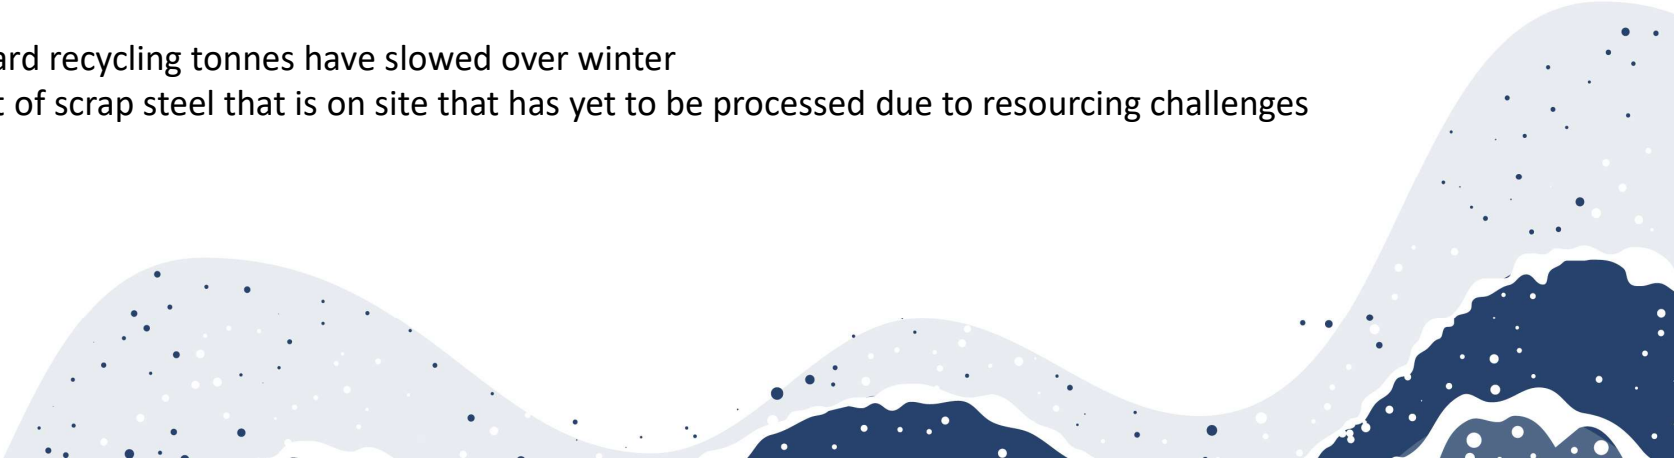 ard recycling tonnes have slowed over winter
t of scrap steel that is on site that has yet to be processed due to resourcing challenges